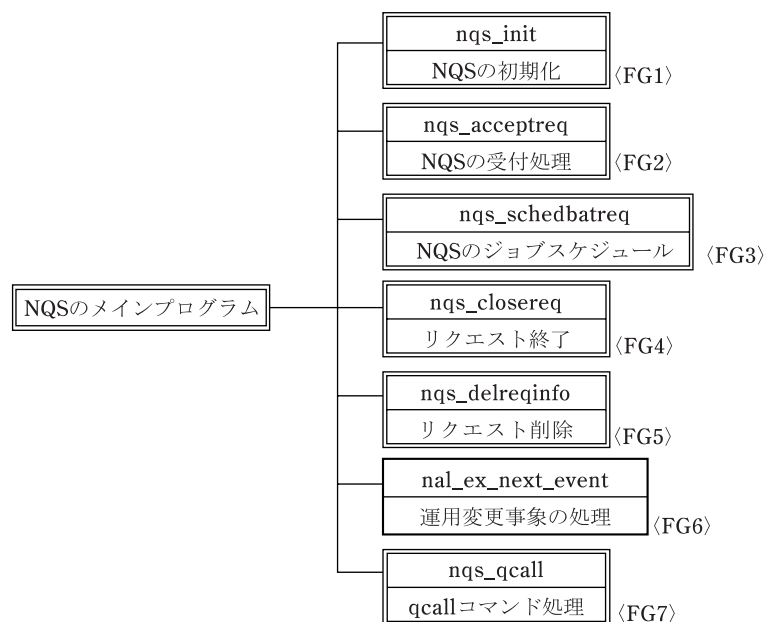 nqs_init
NQSの初期化
〈FG1〉
nqs_acceptreq
NQSの受付処理
〈FG2〉
nqs_schedbatreq
NQSのジョブスケジュール
〈FG3〉
NQSのメインプログラム
nqs_closereq
リクエスト終了
〈FG4〉
nqs_delreqinfo
リクエスト削除
〈FG5〉
nal_ex_next_event
運用変更事象の処理
〈FG6〉
nqs_qcall
qcallコマンド処理
〈FG7〉